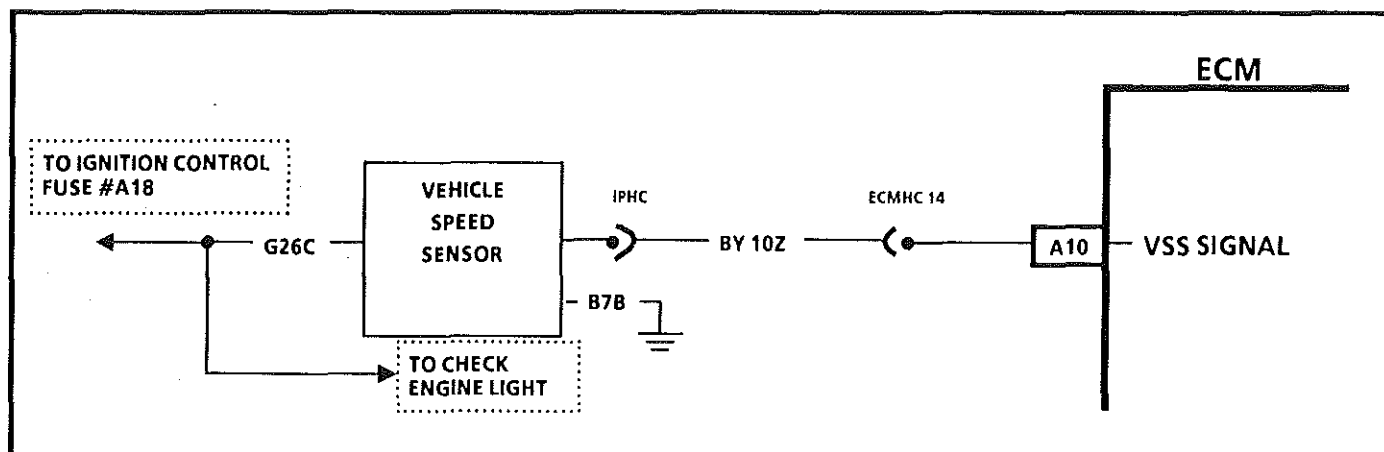 ECM
TO IGNITION CONTROL
FUSE #A18
G26C
VEHICLE
SPEED
SENSOR
IPHC
BY 10Z
ECMHC 14
A10
VSS SIGNAL
B7B
TO CHECK
ENGINE LIGHT